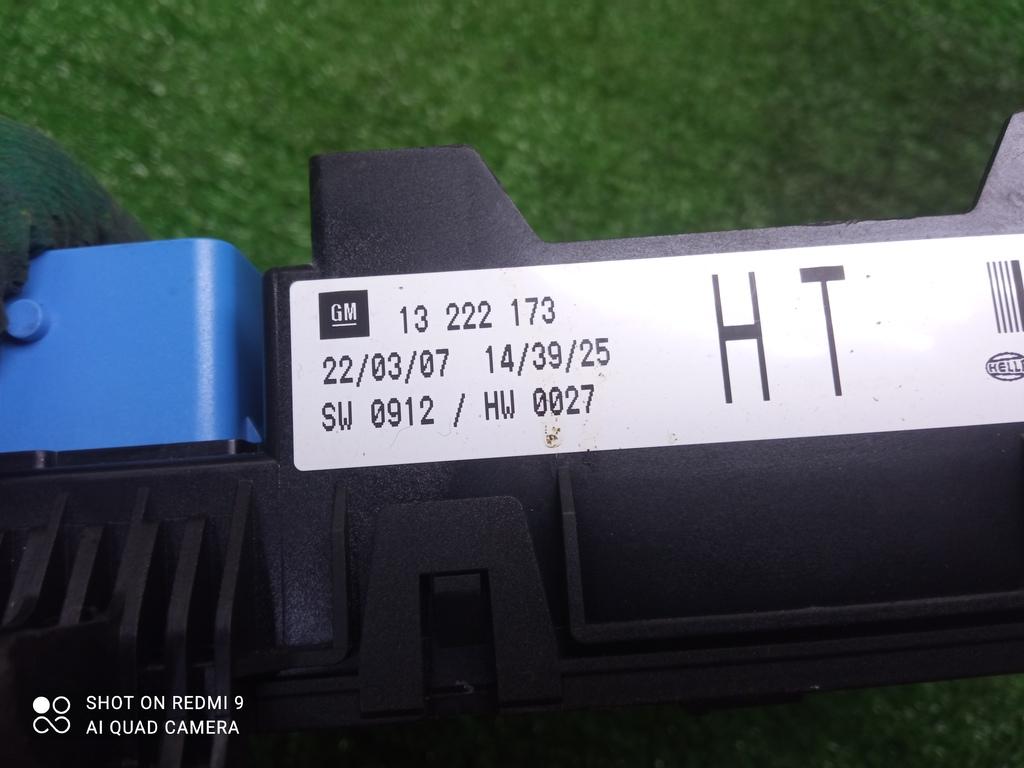 GM 13 222 173
22/03/07 14/39/25
SW 0912 / HW 0027
HT
SHOT ON REDMI 9
AI QUAD CAMERA